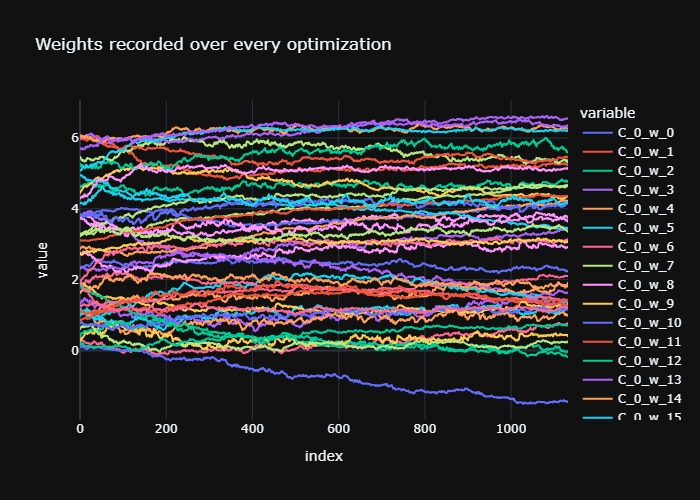 Weights recorded over every optimization
variable
C_0_w_0
C_0_w_1
C_0_w_2
C_0_w_3
C_0_w_4
C_0_w_5
C_0_w_6
C_0_w_7
C_0_w_8
C_0_w_9
C_0_w_10
C_0_w_11
C_0_w_12
C_0_w_13
C_0_w_14
C_0_w_15
6
4
2
0
value
0 200 400 600 800 1000
index